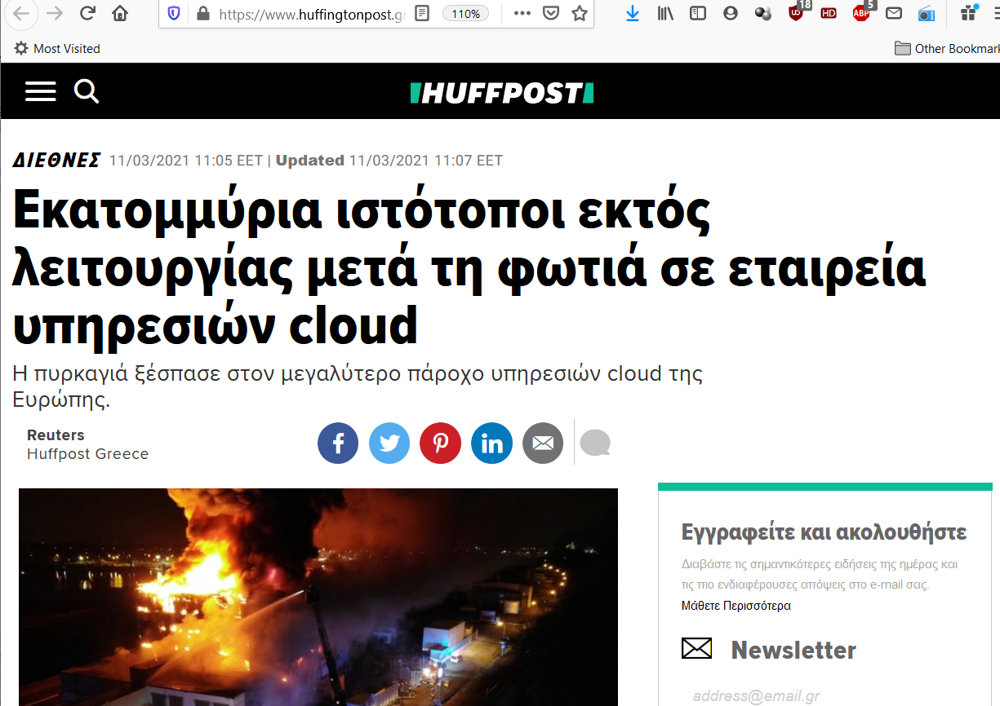 https://www.huffingtonpost.gr
110%
18
HD
ABP
5
Most Visited
Other Bookmark
HUFFPOST
ΔΙΕΘΝΕΣ 11/03/2021 11:05 EET | Updated 11/03/2021 11:07 EET
Εκατομμύρια ιστότοποι εκτός
λειτουργίας μετά τη φωτιά σε εταιρεία
υπηρεσιών cloud
Η πυρκαγιά ξέσπασε στον μεγαλύτερο πάροχο υπηρεσιών cloud της
Ευρώπης.
Reuters
Huffpost Greece
Εγγραφείτε και ακολουθήστε
Διαβάστε τις σημαντικότερες ειδήσεις της ημέρας και
τις πιο ενδιαφέρουσες απόψεις στο e-mail σας.
Μάθετε Περισσότερα
Newsletter
address@email.gr